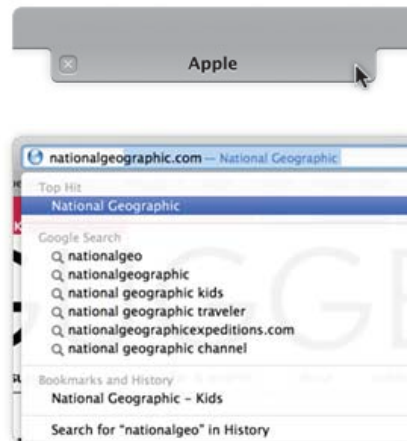 Apple
nationalgeographic.com — National Geographic
Top Hit
National Geographic
Google Search
nationalgeo
nationalgeographic
national geographic kids
national geographic traveler
nationalgeographicexpeditions.com
national geographic channel
Bookmarks and History
National Geographic – Kids
Search for “nationalgeo” in History